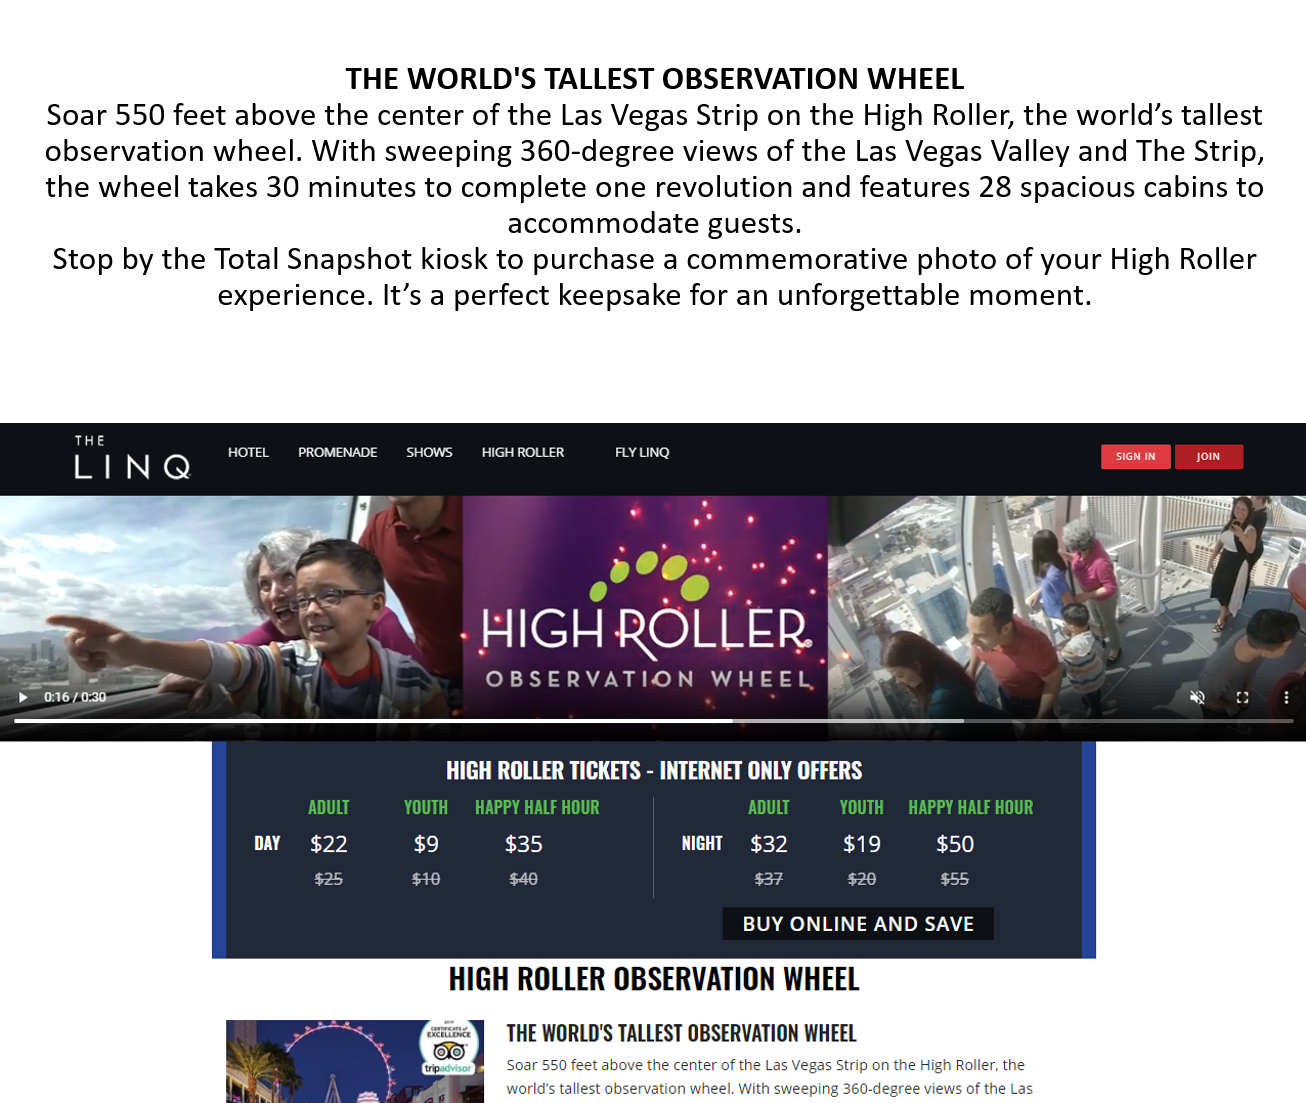 THE WORLD'S TALLEST OBSERVATION WHEEL
Soar 550 feet above the center of the Las Vegas Strip on the High Roller, the world’s tallest
observation wheel. With sweeping 360-degree views of the Las Vegas Valley and The Strip,
the wheel takes 30 minutes to complete one revolution and features 28 spacious cabins to
accommodate guests.
Stop by the Total Snapshot kiosk to purchase a commemorative photo of your High Roller
experience. It’s a perfect keepsake for an unforgettable moment.
THE
LINQ
HOTEL PROMENADE SHOWS HIGH ROLLER FLY LINQ
SIGN IN JOIN
HIGH ROLLER®
OBSERVATION WHEEL
0:16 / 0:30
HIGH ROLLER TICKETS - INTERNET ONLY OFFERS
ADULT YOUTH HAPPY HALF HOUR ADULT YOUTH HAPPY HALF HOUR
DAY $22 $9 $35 NIGHT $32 $19 $50
$25 $10 $40 $37 $20 $55
BUY ONLINE AND SAVE
HIGH ROLLER OBSERVATION WHEEL
CERTIFICATE of
EXCELLENCE
tripadvisor
THE WORLD'S TALLEST OBSERVATION WHEEL
Soar 550 feet above the center of the Las Vegas Strip on the High Roller, the
world's tallest observation wheel. With sweeping 360-degree views of the Las